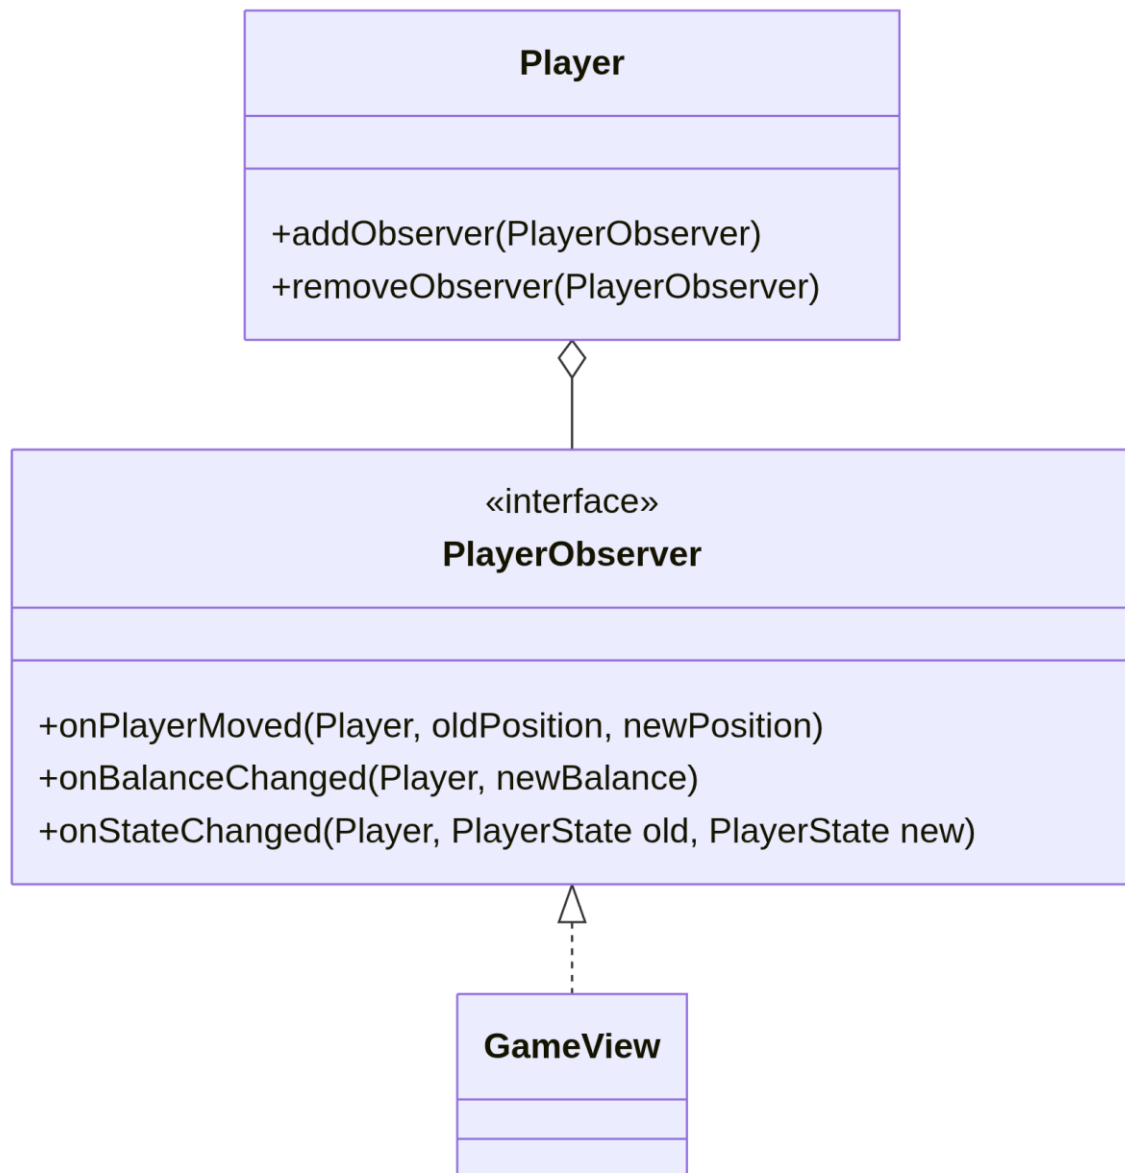 Player
+addObserver(PlayerObserver)
+removeObserver(PlayerObserver)
«interface»
PlayerObserver
+onPlayerMoved(Player, oldPosition, newPosition)
+onBalanceChanged(Player, newBalance)
+onStateChanged(Player, PlayerState old, PlayerState new)
GameView